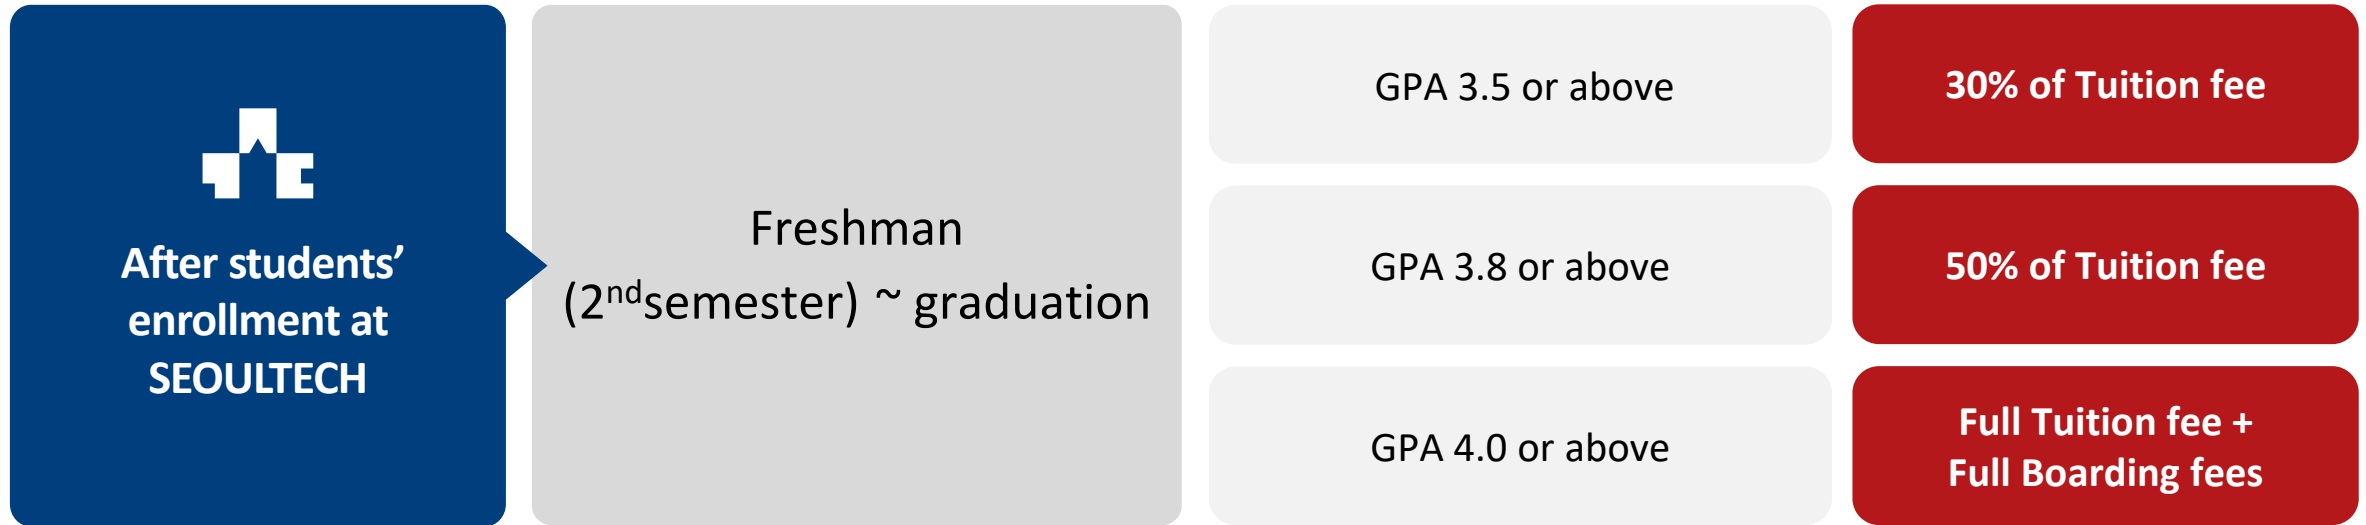 After students’
enrollment at
SEOULTECH
Freshman
(2ndsemester) ~ graduation
GPA 3.5 or above
30% of Tuition fee
GPA 3.8 or above
50% of Tuition fee
GPA 4.0 or above
Full Tuition fee +
Full Boarding fees